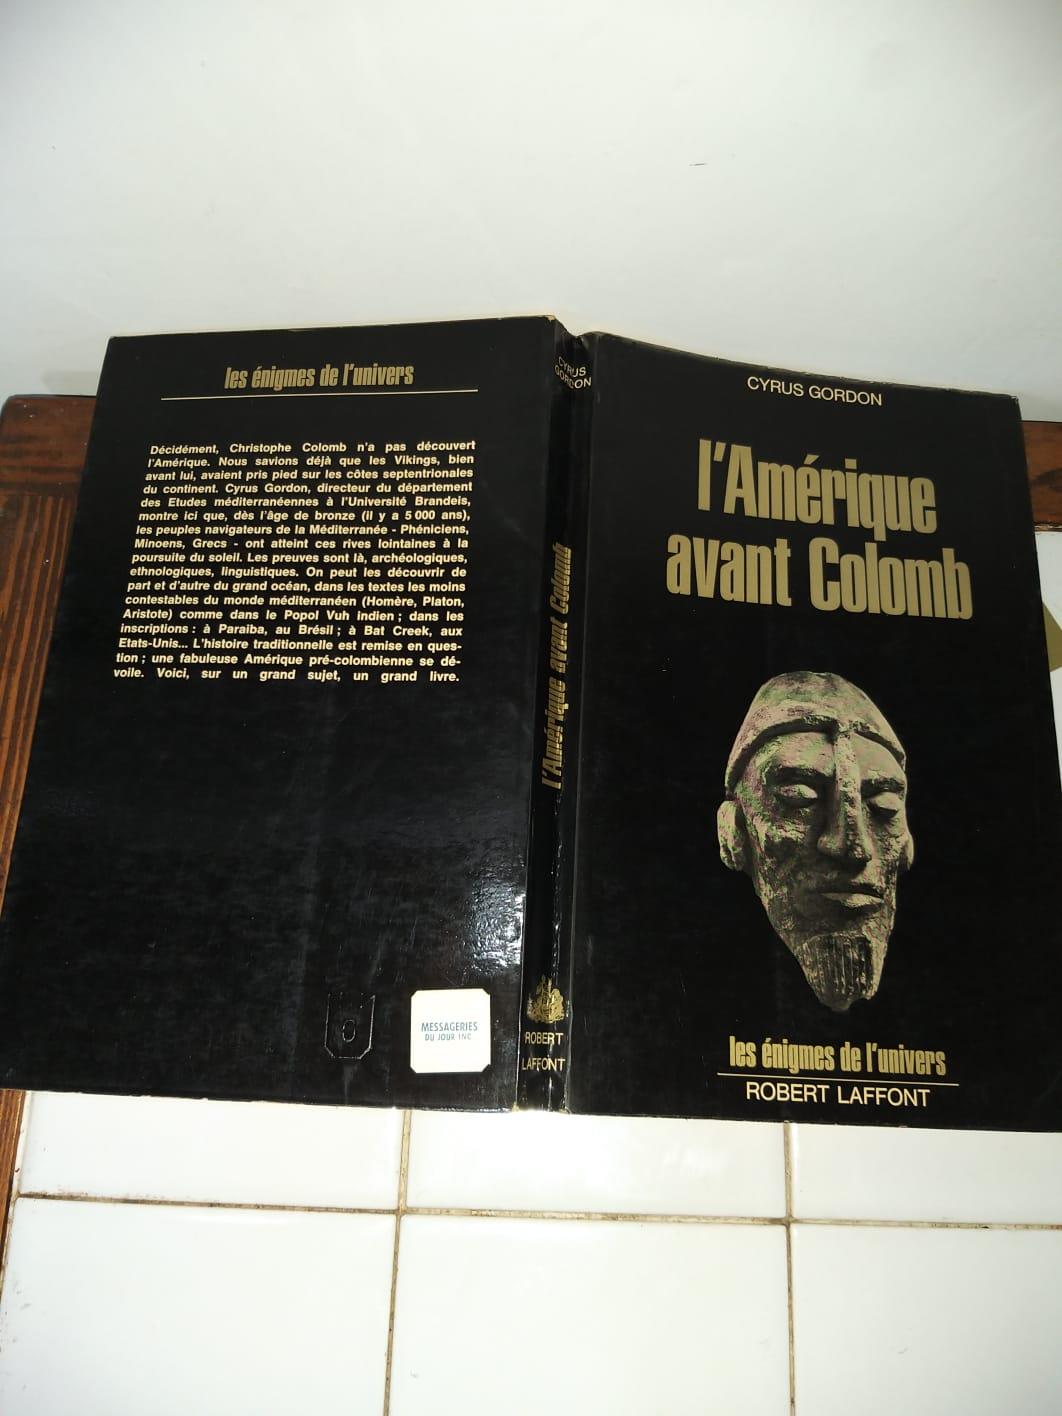 les énigmes de l'univers
Décidément, Christophe Colomb n'a pas découvert
l'Amérique. Nous savions déjà que les Vikings, bien
avant lui, avaient pris pied sur les côtes septentrionales
du continent. Cyrus Gordon, directeur du département
des Etudes méditerranéennes à l'Université Brandeis,
montre ici que, dès l'âge de bronze (il y a 5 000 ans),
les peuples navigateurs de la Méditerranée - Phéniciens,
Minoens, Grecs - ont atteint ces rives lointaines à la
poursuite du soleil. Les preuves sont là, archéologiques,
ethnologiques, linguistiques. On peut les découvrir de
part et d'autre du grand océan, dans les textes les moins
contestables du monde méditerranéen (Homère, Platon,
Aristote) comme dans le Popol Vuh indien ; dans les
inscriptions : à Paraiba, au Brésil ; à Bat Creek, aux
Etats-Unis... L'histoire traditionnelle est remise en ques-
tion ; une fabuleuse Amérique pré-colombienne se dé-
voile. Voici, sur un grand sujet, un grand livre.
MESSAGERIES
DU JOUR INC
CYRUS
GORDON
l'Amérique avant Colomb
ROBERT
LAFFONT
CYRUS GORDON
l'Amérique
avant Colomb
les énigmes de l'univers
ROBERT LAFFONT